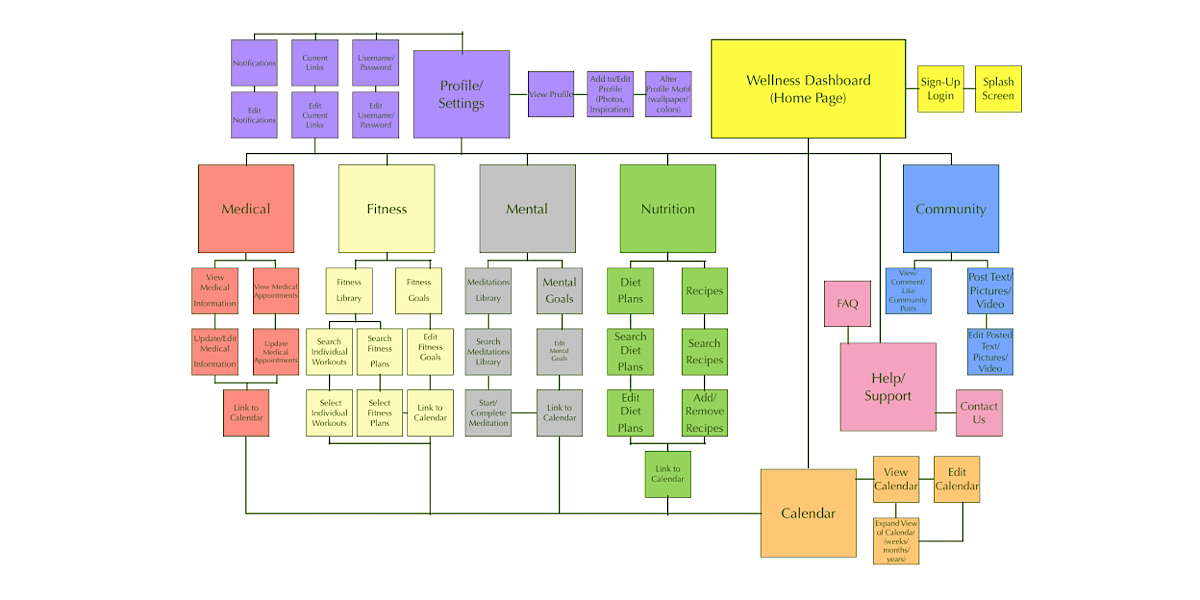 Notifications
Current
Links
Username/
Password
Edit
Notifications
Edit
Current
Links
Edit
Username/
Password
Profile/
Settings
View Profile
Add to/Edit
Profile
(Photos,
Inspiration)
Alter
Profile Motif
(wallpaper/
colors)
Wellness Dashboard
(Home Page)
Sign-Up
Login
Splash
Screen
Medical
Fitness
Mental
Nutrition
Community
View
Medical
Information
View Medical
Appointments
Update/Edit
Medical
Information
Update
Medical
Appointments
Link to
Calendar
Fitness
Library
Fitness
Goals
Search
Individual
Workouts
Search
Fitness
Plans
Edit
Fitness
Goals
Select
Individual
Workouts
Select
Fitness
Plans
Link to
Calendar
Meditations
Library
Mental
Goals
Search
Meditations
Library
Edit
Mental
Goals
Start/
Complete
Meditation
Link to
Calendar
Diet
Plans
Recipes
Search
Diet
Plans
Search
Recipes
Edit
Diet
Plans
Add/
Remove
Recipes
Link to
Calendar
View/
Comment/
Like
Community
Posts
Post Text/
Pictures/
Video
Edit Posted
Text/
Pictures/
Video
FAQ
Help/
Support
Contact
Us
Calendar
View
Calendar
Edit
Calendar
Expand View
of Calendar
(weeks/
months/
years)